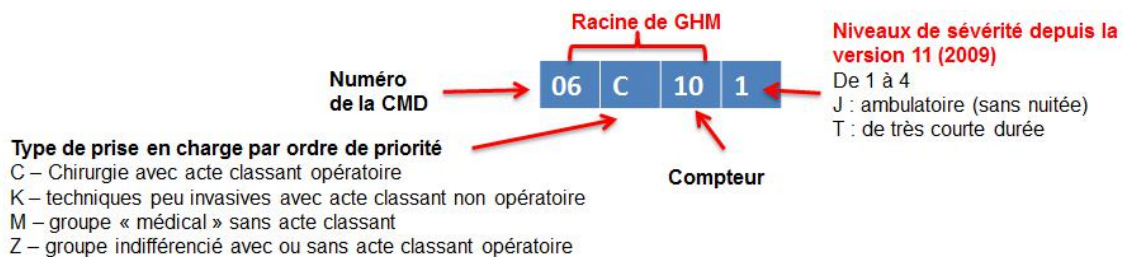 Racine de GHM
Niveaux de sévérité depuis la
version 11 (2009)
De 1 à 4
J : ambulatoire (sans nuitée)
T : de très courte durée
Numéro
de la CMD
06 C 10 1
Type de prise en charge par ordre de priorité
C – Chirurgie avec acte classant opératoire
K – techniques peu invasives avec acte classant non opératoire
M – groupe « médical » sans acte classant
Z – groupe indifférencié avec ou sans acte classant opératoire
Compteur